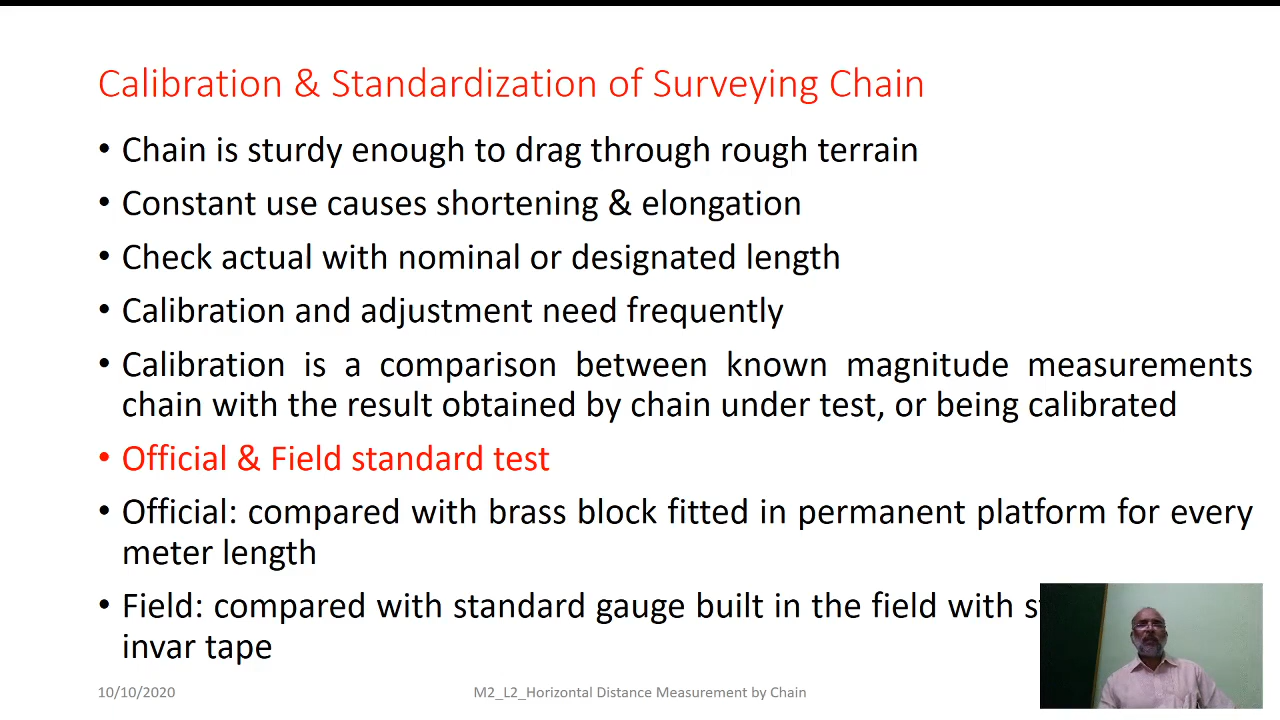 Calibration & Standardization of Surveying Chain
• Chain is sturdy enough to drag through rough terrain
• Constant use causes shortening & elongation
• Check actual with nominal or designated length
• Calibration and adjustment need frequently
• Calibration is a comparison between known magnitude measurements
chain with the result obtained by chain under test, or being calibrated
• Official & Field standard test
• Official: compared with brass block fitted in permanent platform for every
meter length
• Field: compared with standard gauge built in the field with
invar tape
10/10/2020
M2_L2_Horizontal Distance Measurement by Chain